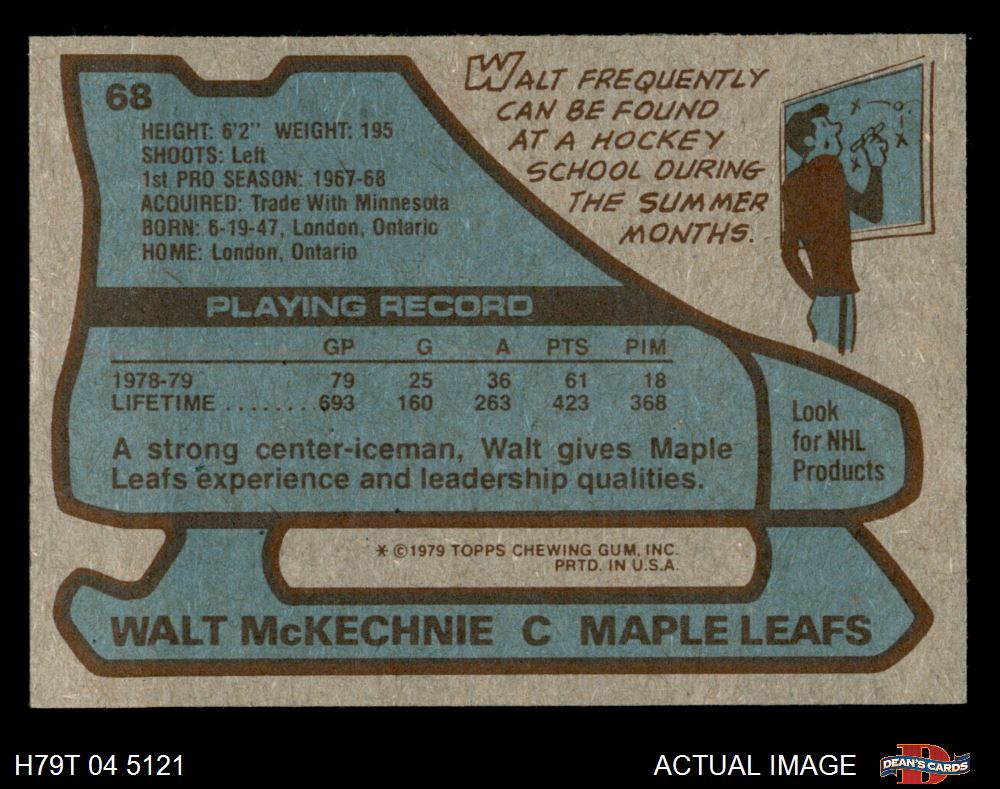 68
HEIGHT: 6'2" WEIGHT: 195
SHOOTS: Left
1st PRO SEASON: 1967-68
ACQUIRED: Trade With Minnesota
BORN: 6-19-47, London, Ontario
HOME: London, Ontario
WALT FREQUENTLY
CAN BE FOUND
AT A HOCKEY
SCHOOL DURING
THE SUMMER
MONTHS.
x o
x x
x
PLAYING RECORD
GP G A PTS PIM
1978-79 79 25 36 61 18
LIFETIME ........ 693 160 263 423 368
A strong center-iceman, Walt gives Maple
Leafs experience and leadership qualities.
Look
for NHL
Products
* ©1979 TOPPS CHEWING GUM, INC.
PRTD. IN U.S.A.
WALT McKECHNIE C MAPLE LEAFS
H79T 04 5121 ACTUAL IMAGE D DEAN'S CARDS